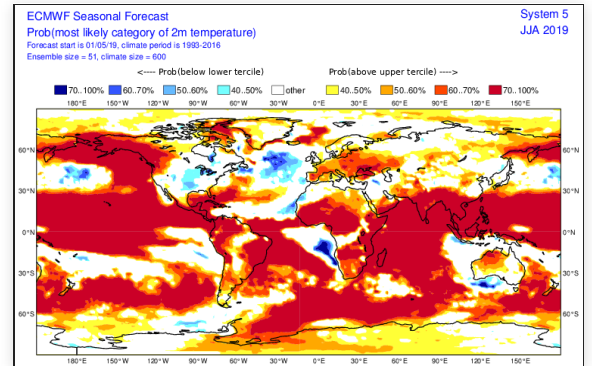 ECMWF Seasonal Forecast
System 5
Prob(most likely category of 2m temperature)
JJA 2019
Forecast start is 01/05/19, climate period is 1993-2016
Ensemble size = 51, climate size = 600
<---- Prob(below lower tercile)
Prob(above upper tercile) ---->
70..100% 60..70% 50..60% 40..50% other 40..50% 50..60% 60..70% 70..100%
180°E 150°W 120°W 90°W 60°W 30°W 0°E 30°E 60°E 90°E 120°E 150°E
60°N 60°N
30°N 30°N
0°N 0°N
30°S 30°S
60°S 60°S
180°E 150°W 120°W 90°W 60°W 30°W 0°E 30°E 60°E 90°E 120°E 150°E